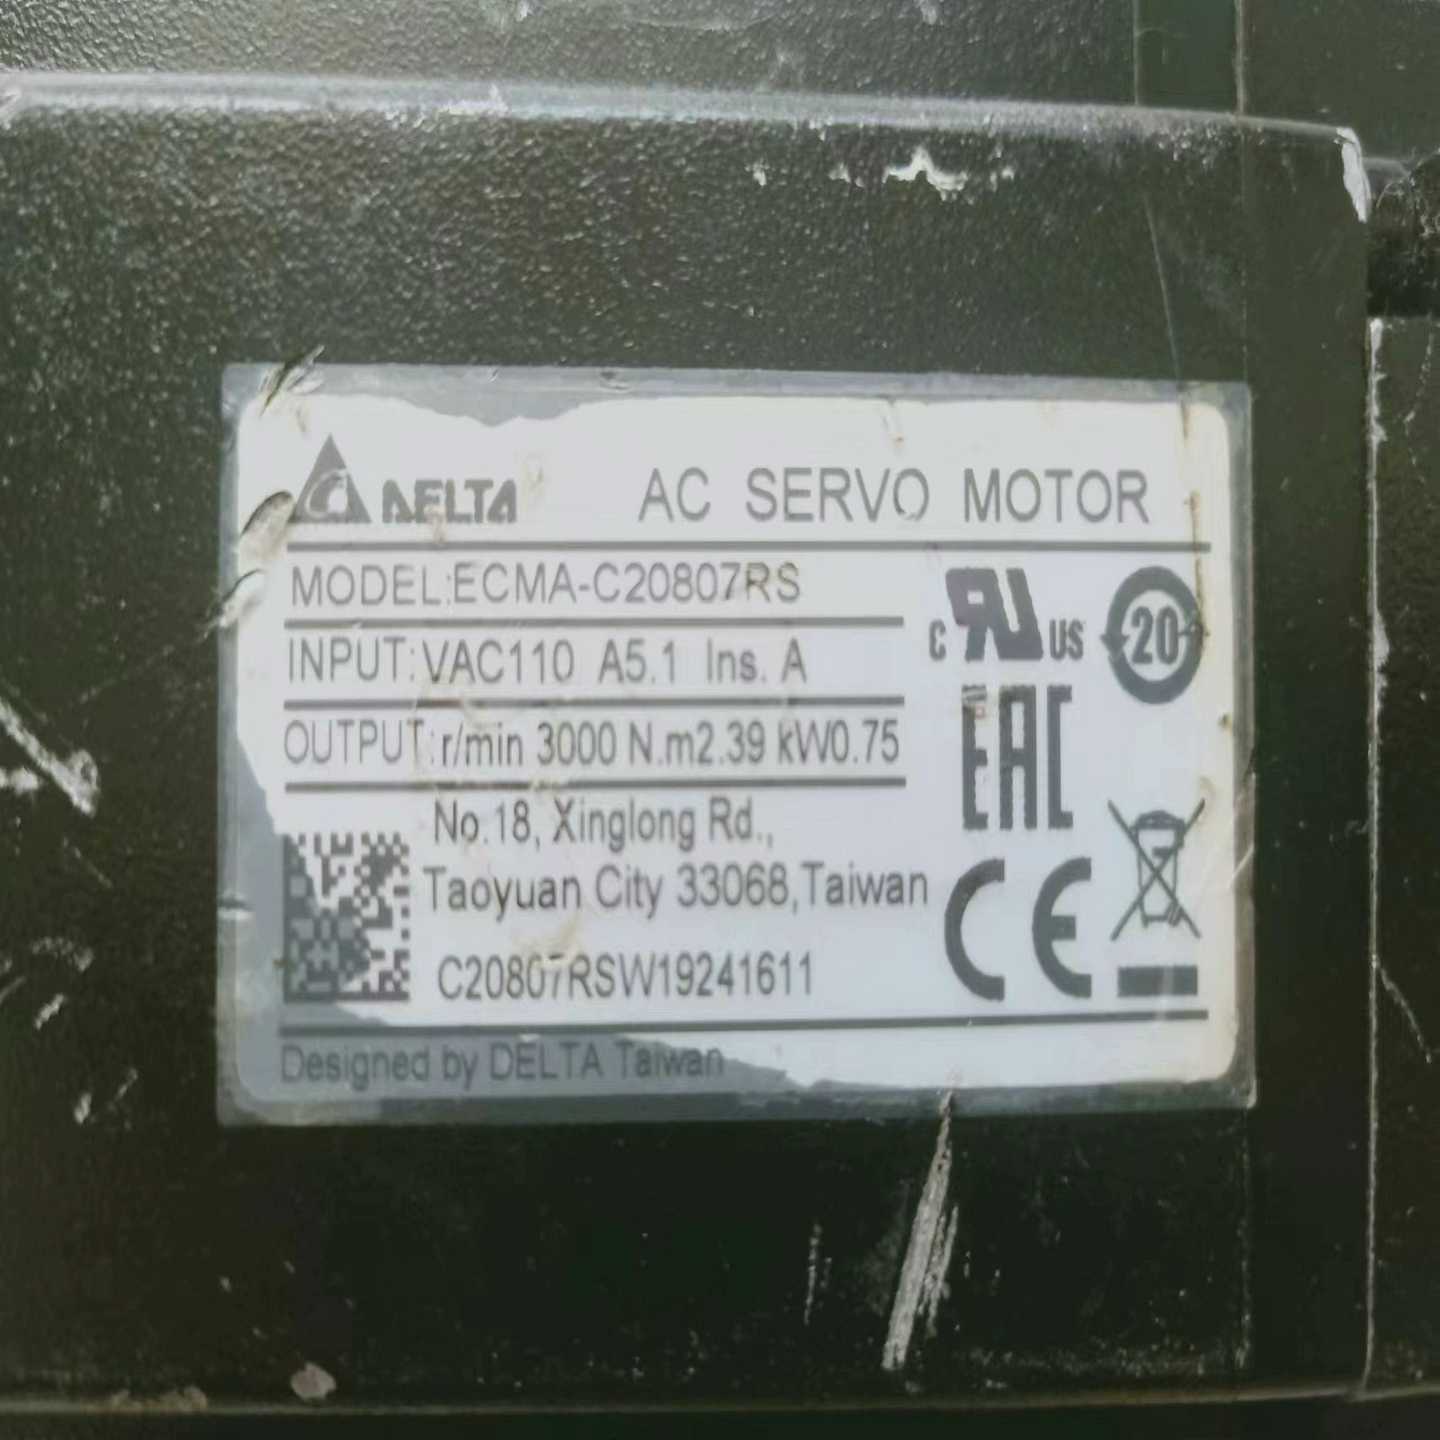 DELTA AC SERVO MOTOR
MODEL:ECMA-C20807RS
INPUT:VAC110 A5.1 Ins. A
OUTPUT:r/min 3000 N.m2.39 kW0.75
No.18, Xinglong Rd.,
Taoyuan City 33068,Taiwan
C20807RSW19241611
Designed by DELTA Taiwan
c RU US
20
EAC
CE